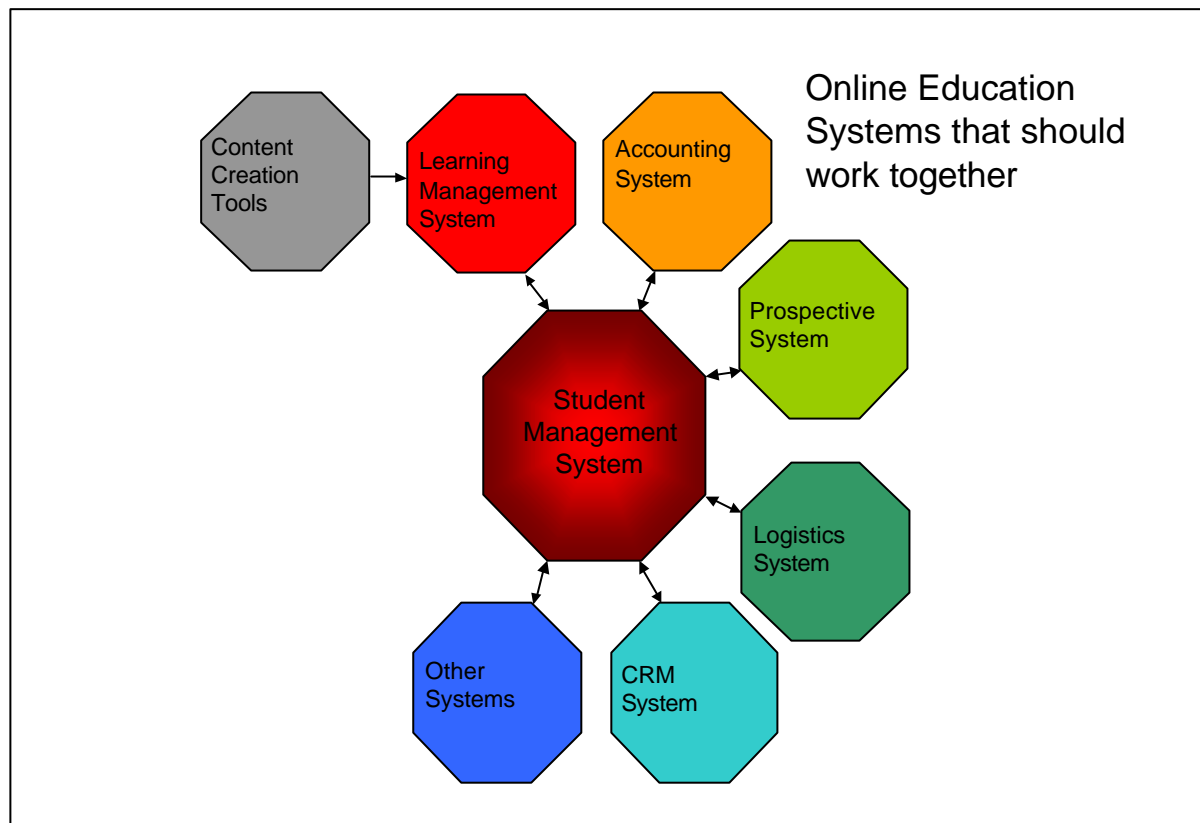 Online Education
Systems that should
work together
Content
Creation
Tools
Learning
Management
System
Accounting
System
Prospective
System
Student
Management
System
Logistics
System
Other
Systems
CRM
System